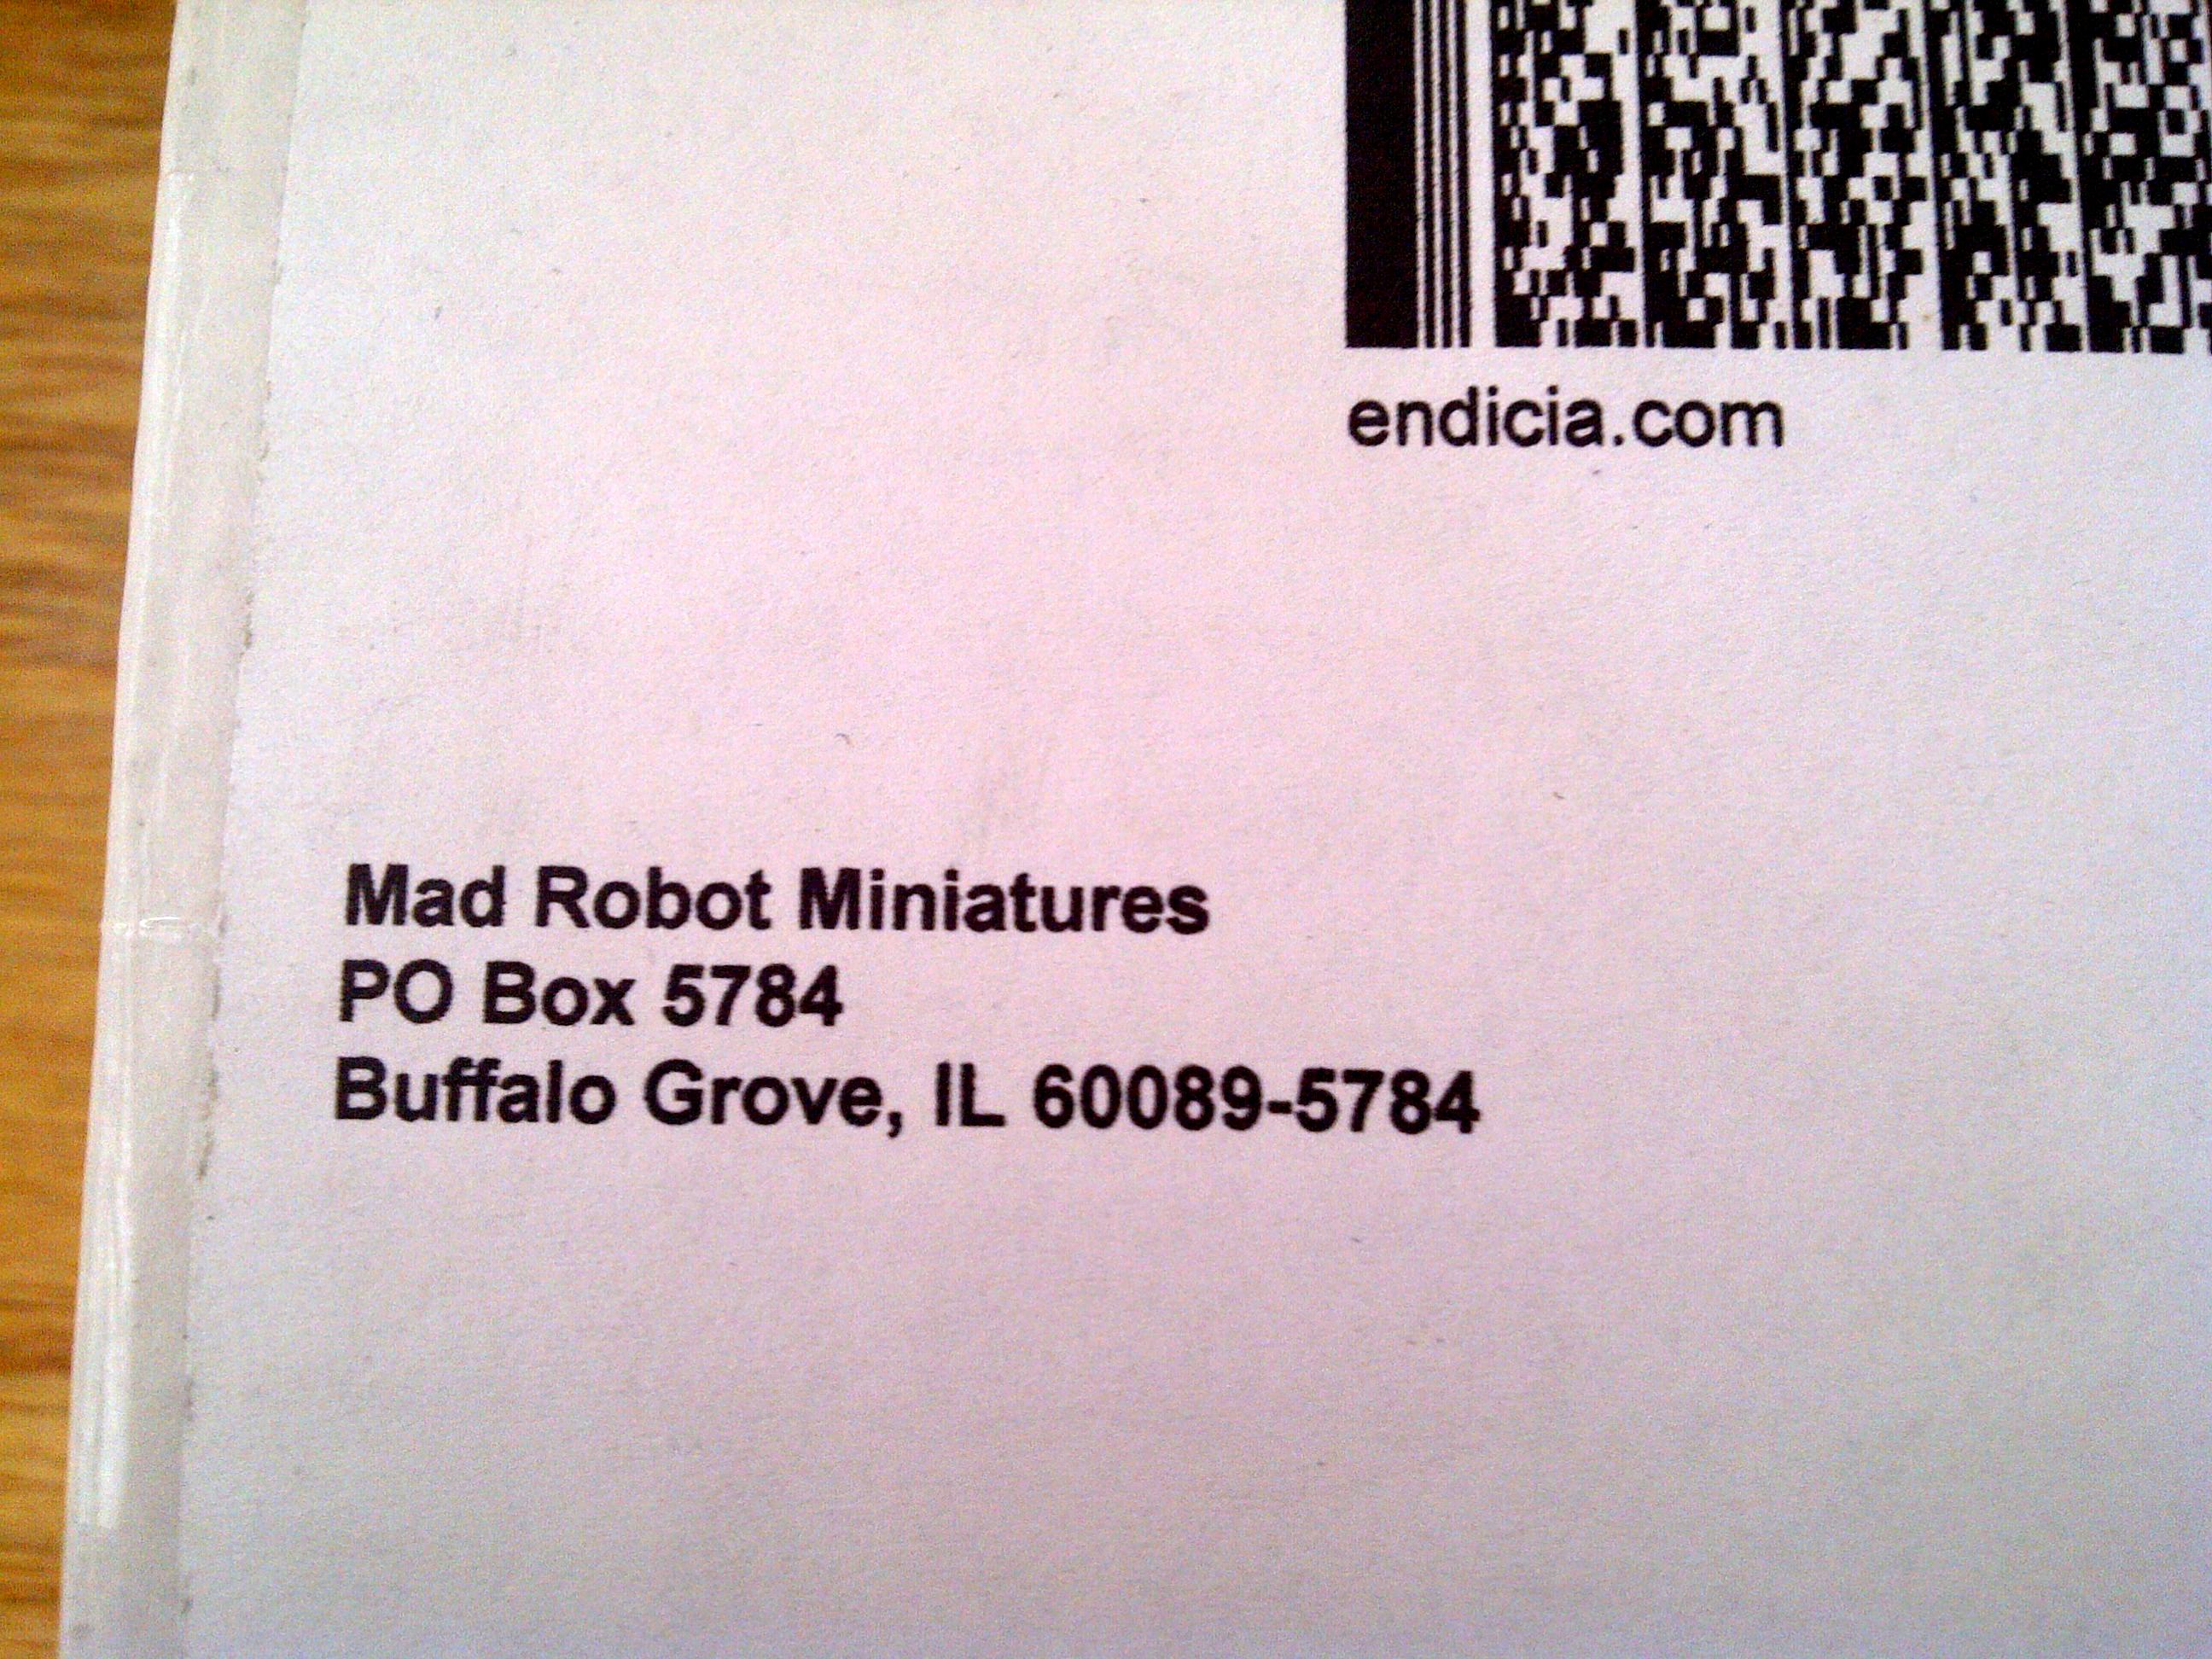 endicia.com
Mad Robot Miniatures
PO Box 5784
Buffalo Grove, IL 60089-5784